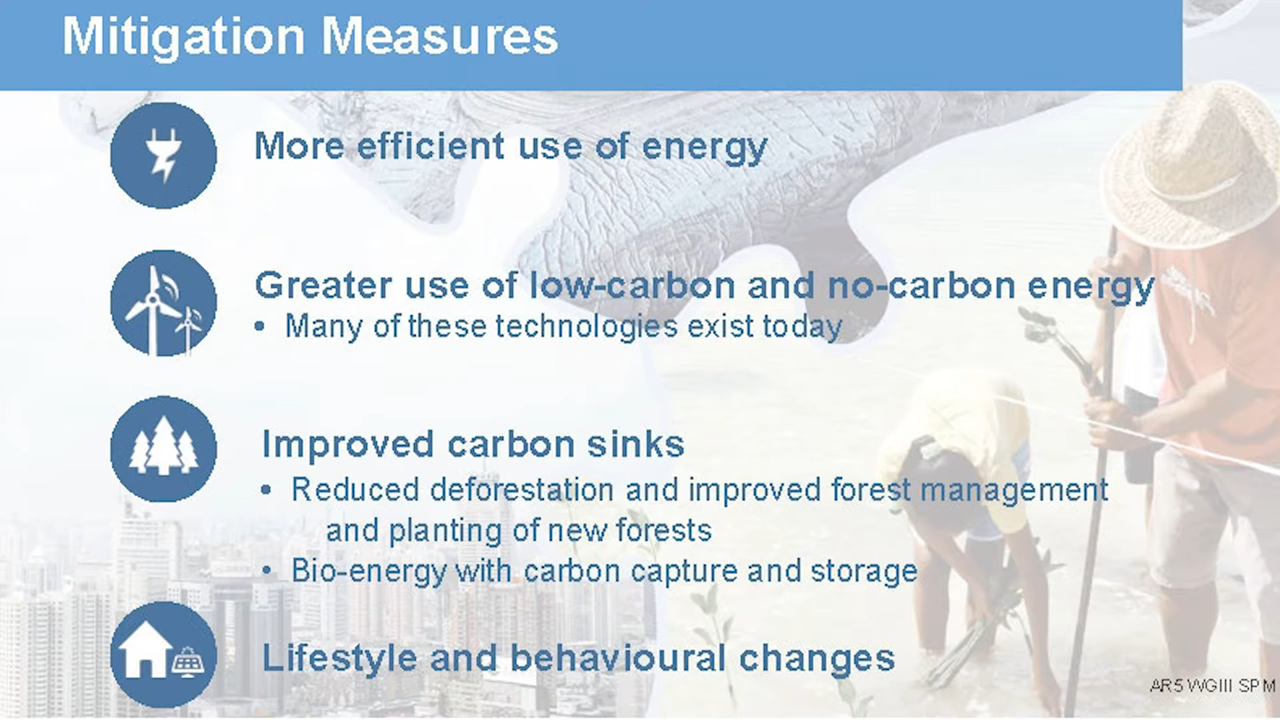 Mitigation Measures
More efficient use of energy
Greater use of low-carbon and no-carbon energy
• Many of these technologies exist today
Improved carbon sinks
• Reduced deforestation and improved forest management
and planting of new forests
• Bio-energy with carbon capture and storage
Lifestyle and behavioural changes
AR5 WGIII SPM